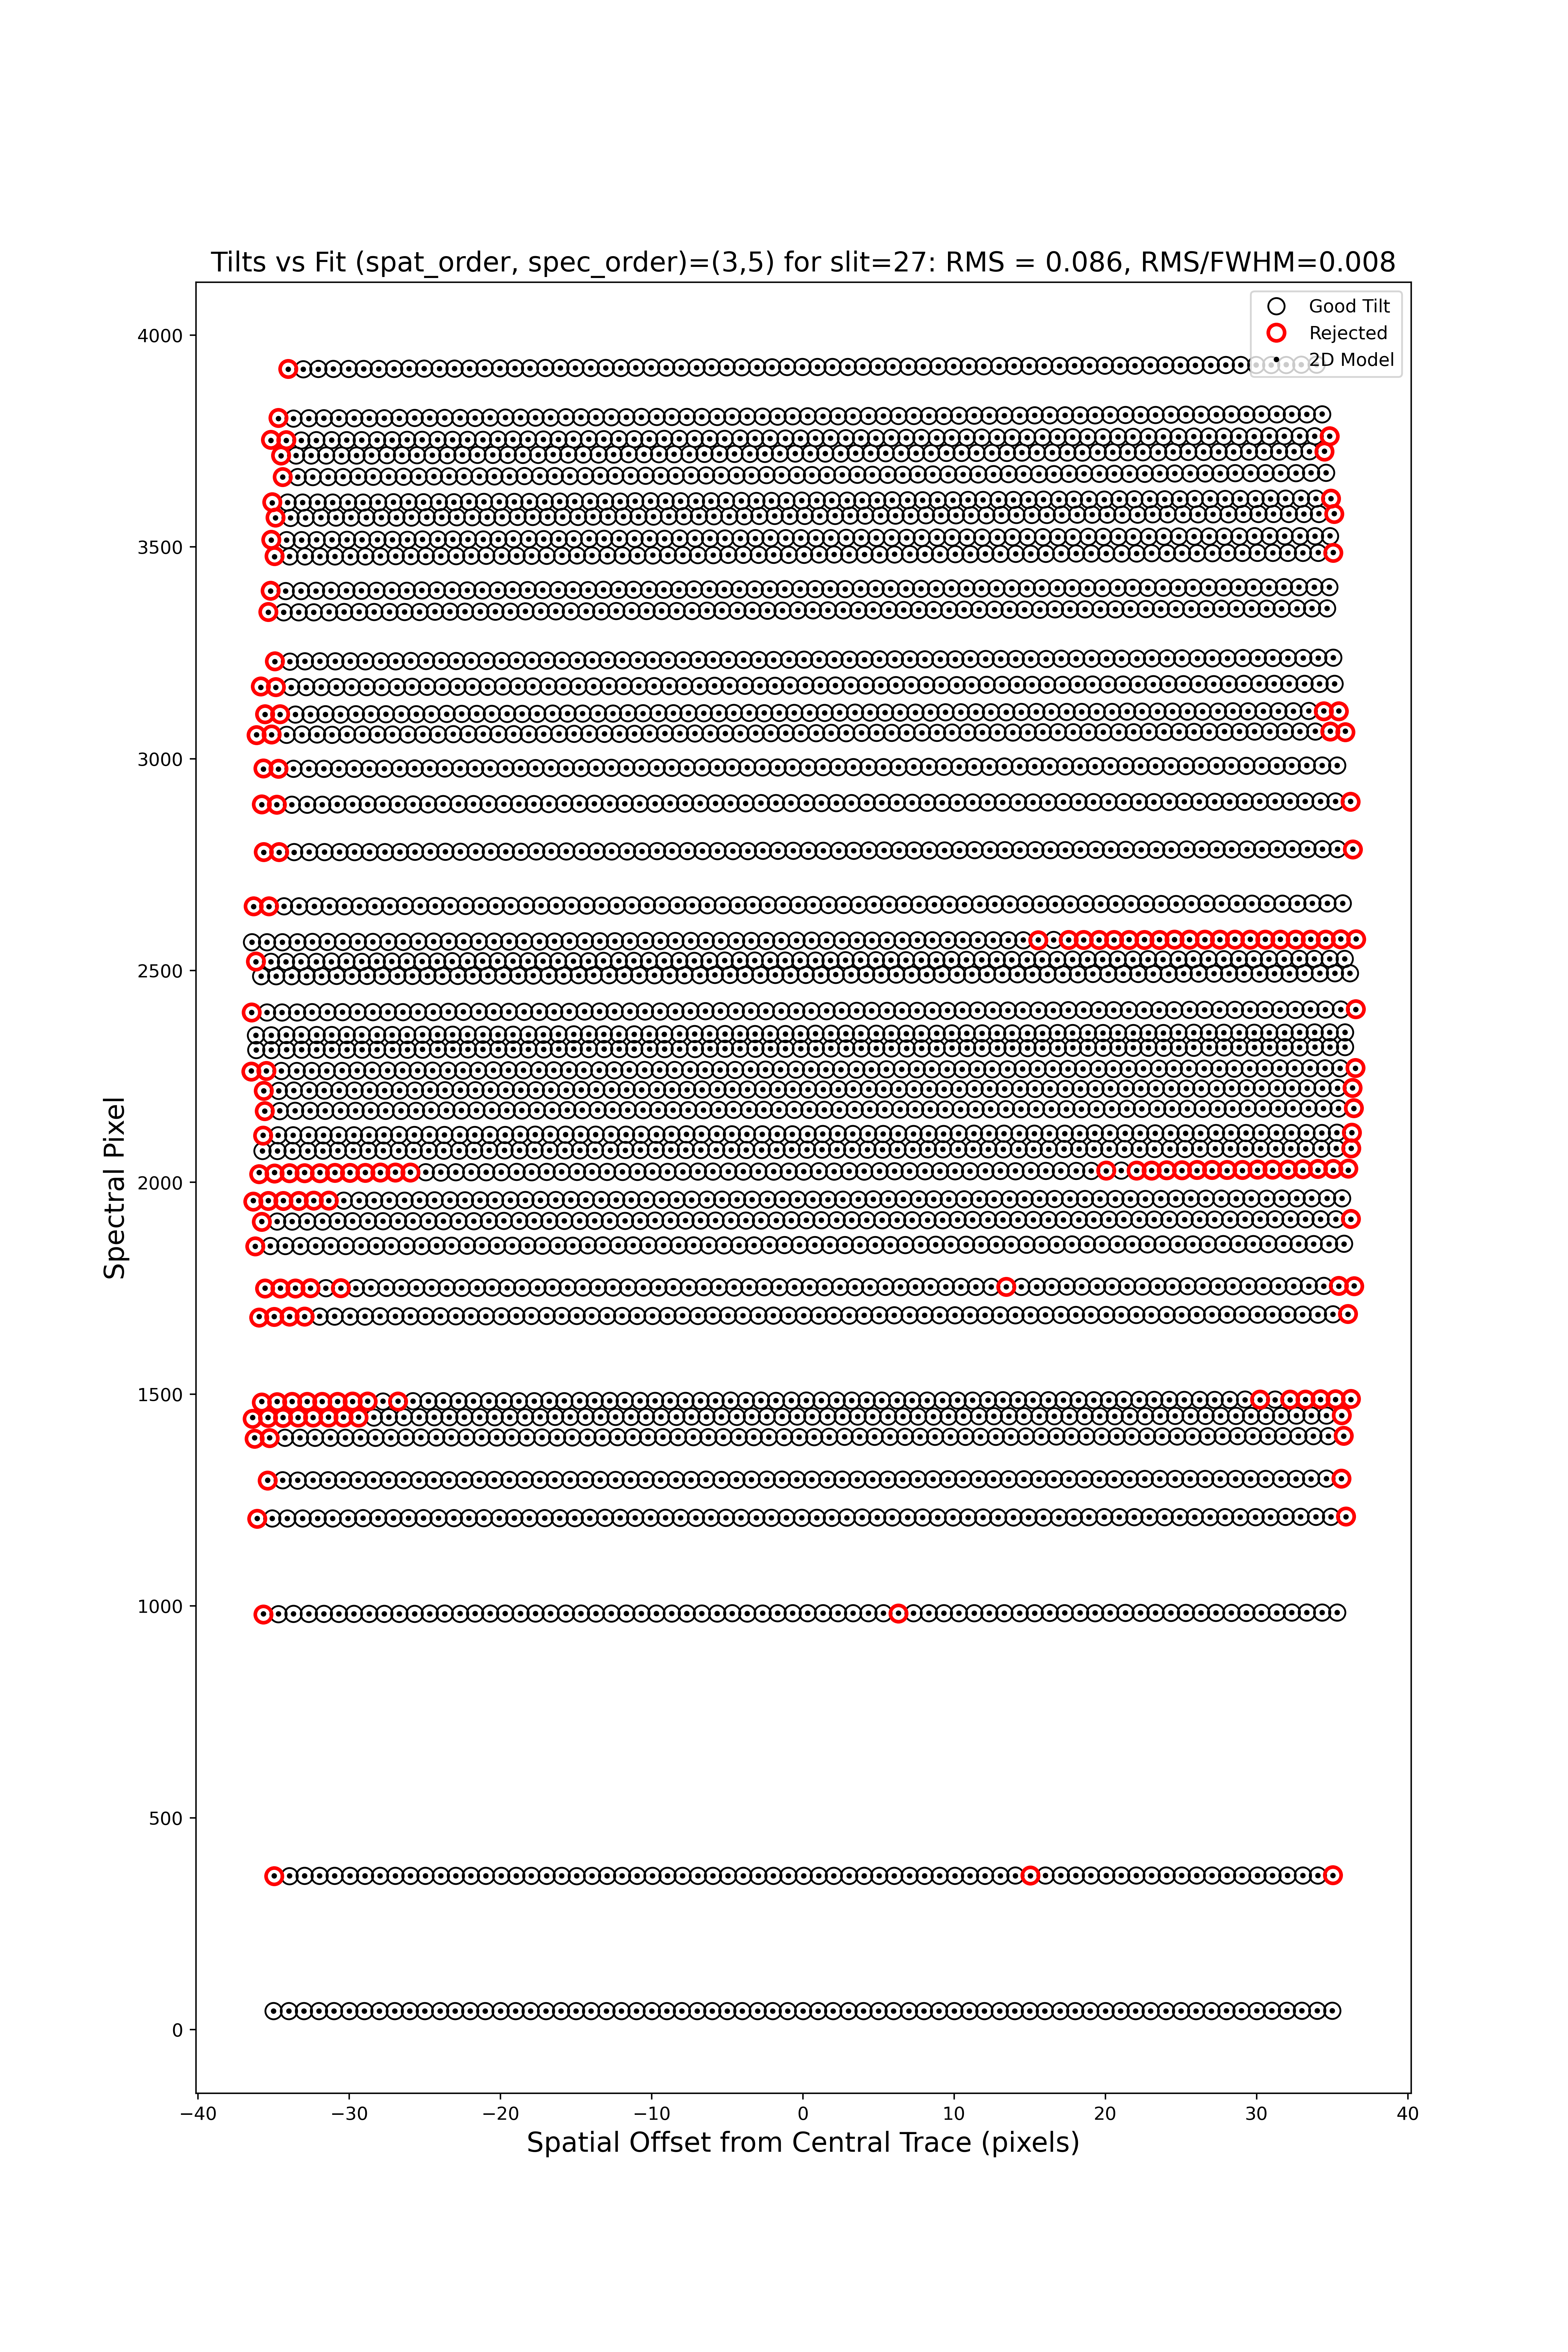 Tilts vs Fit (spat_order, spec_order)=(3,5) for slit=27: RMS = 0.086, RMS/FWHM=0.008
Good Tilt
Rejected
2D Model
4000
3500
3000
2500
2000
1500
1000
500
0
Spectral Pixel
−40 −30 −20 −10 0 10 20 30 40
Spatial Offset from Central Trace (pixels)